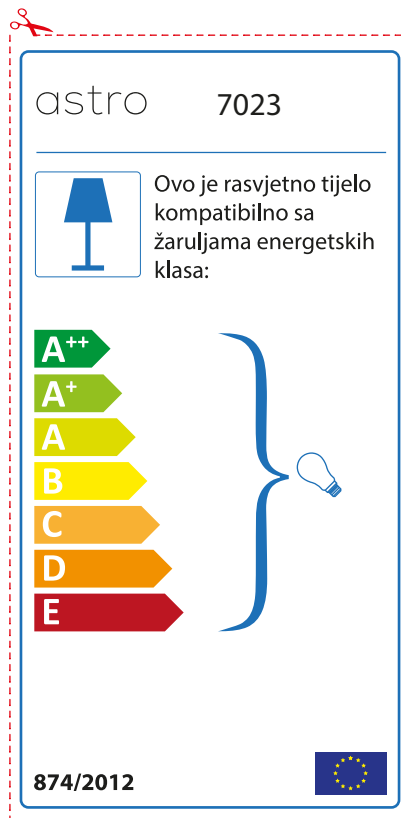 astro 7023
Ovo je rasvjetno tijelo
kompatibilno sa
žaruljama energetskih
klasa:
A++
A+
A
B
C
D
E
874/2012